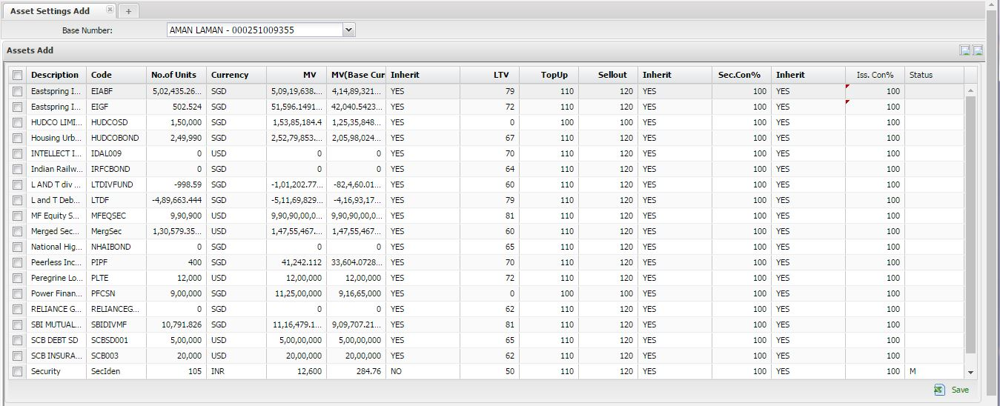 Asset Settings Add +
Base Number: AMAN LAMAN - 000251009355
Assets Add
Description Code No.of Units Currency MV MV(Base Cur Inherit LTV TopUp Sellout Inherit Sec.Con% Inherit Iss. Con% Status
Eastspring I... EIABF 5,02,435.26... SGD 5,09,19,638.... 4,14,89,321... YES 79 110 120 YES 100 YES 100
Eastspring I... EIGF 502.524 SGD 51,596.1491... 42,040.5423... YES 72 110 120 YES 100 YES 100
HUDCO LIMI... HUDCOSD 1,50,000 SGD 1,53,85,184.4 1,25,35,848... YES 0 100 100 YES 100 YES 100
Housing Urb... HUDCOBOND 2,49,990 SGD 2,52,79,853.... 2,05,98,024... YES 67 110 120 YES 100 YES 100
INTELLECT I... IDAL009 0 USD 0 0 YES 70 110 120 YES 100 YES 100
Indian Railw... IRFCBOND 0 SGD 0 0 YES 64 110 120 YES 100 YES 100
L AND T div ... LTDIVFUND -998.59 SGD -1,01,202.77... -82,4,60.01... YES 60 110 120 YES 100 YES 100
L and T Deb... LTDF -4,89,663.444 SGD -5,11,69,829... -4,16,93,17... YES 79 110 120 YES 100 YES 100
MF Equity S... MFEQSEC 9,90,900 USD 9,90,90,00,0... 9,90,90,00,0... YES 81 110 120 YES 100 YES 100
Merged Sec... MergSec 1,30,579.35... USD 1,47,55,467.... 1,47,55,467... YES 60 110 120 YES 100 YES 100
National Hig... NHAIBOND 0 SGD 0 0 YES 65 110 120 YES 100 YES 100
Peerless Inc... PIPF 400 SGD 41,242.112 33,604.0728... YES 70 110 120 YES 100 YES 100
Peregrine Lo... PLTE 12,000 USD 12,00,000 12,00,000 YES 72 110 120 YES 100 YES 100
Power Finan... PFCSN 9,00,000 SGD 11,25,00,000 9,16,65,000 YES 0 100 100 YES 100 YES 100
RELIANCE G... RELIANCEG... 0 SGD 0 0 YES 62 110 120 YES 100 YES 100
SBI MUTUAL... SBIDIVMF 10,791.826 SGD 11,16,479.1... 9,09,707.21... YES 81 110 120 YES 100 YES 100
SCB DEBT SD SCBSD001 5,00,000 USD 5,00,00,000 5,00,00,000 YES 65 110 120 YES 100 YES 100
SCB INSURA... SCB003 20,000 USD 20,00,000 20,00,000 YES 62 110 120 YES 100 YES 100
Security SecIden 105 INR 12,600 284.76 NO 50 110 120 YES 100 YES 100 M
Save